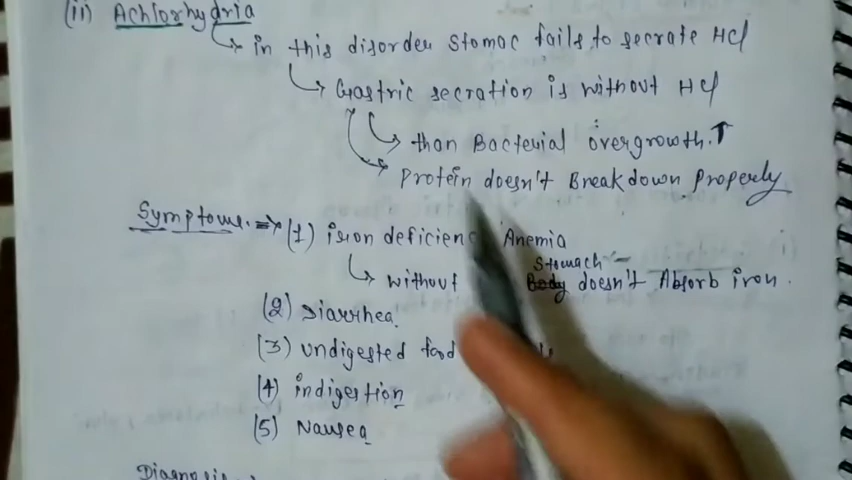 (ii) Achlorhydria
in this disorder Stomac fails to secrate Hcl
Gastric secration is without Hcl
than Bacterial overgrowth.↑
Protein doesn't Breakdown Properly
Symptoms. ⇒ (1) iron deficienc Anemia
Stomach
without doesn't Absorb iron.
(2) Diarrhea.
(3) undigested food
(4) indigestion
(5) Nausea